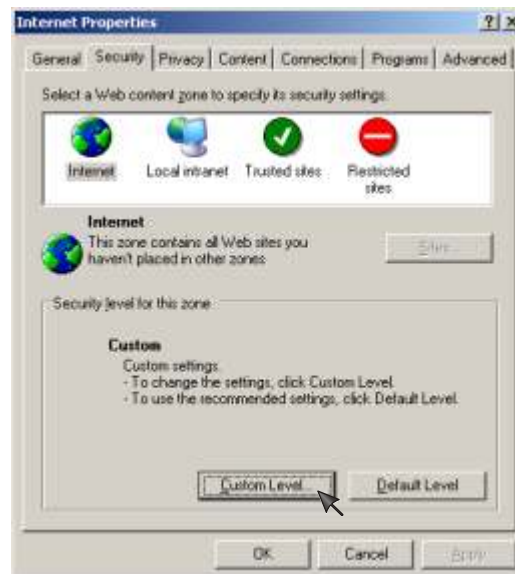 Internet Properties
General Security Privacy Content Connections Programs Advanced
Select a Web content zone to specify its security settings.
Internet Local intranet Trusted sites Restricted
sites
Internet
This zone contains all Web sites you
haven't placed in other zones
Sites...
Security level for this zone
Custom
Custom settings.
- To change the settings, click Custom Level.
- To use the recommended settings, click Default Level.
Custom Level... Default Level
OK Cancel Apply